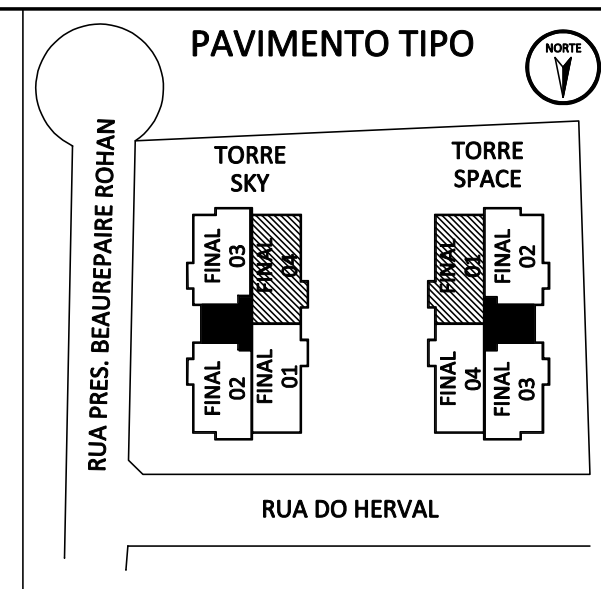 PAVIMENTO TIPO
NORTE
RUA PRES. BEAUREPAIRE ROHAN
TORRE
SKY
TORRE
SPACE
FINAL
03
FINAL
04
FINAL
01
FINAL
02
FINAL
02
FINAL
01
FINAL
04
FINAL
03
RUA DO HERVAL